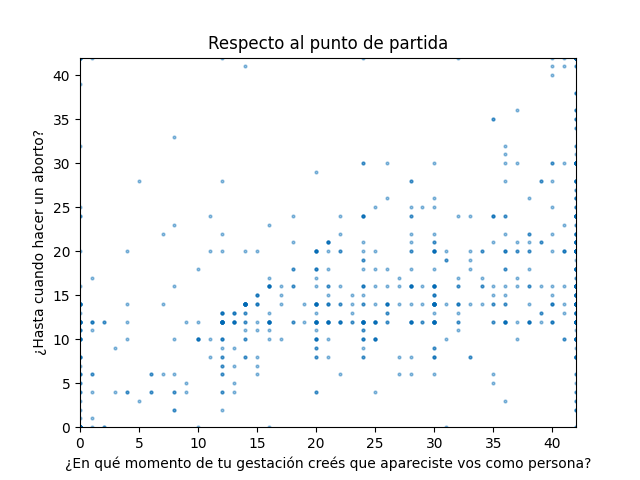 Respecto al punto de partida
¿Hasta cuando hacer un aborto?
40
35
30
25
20
15
10
5
0
0 5 10 15 20 25 30 35 40
¿En qué momento de tu gestación creés que apareciste vos como persona?